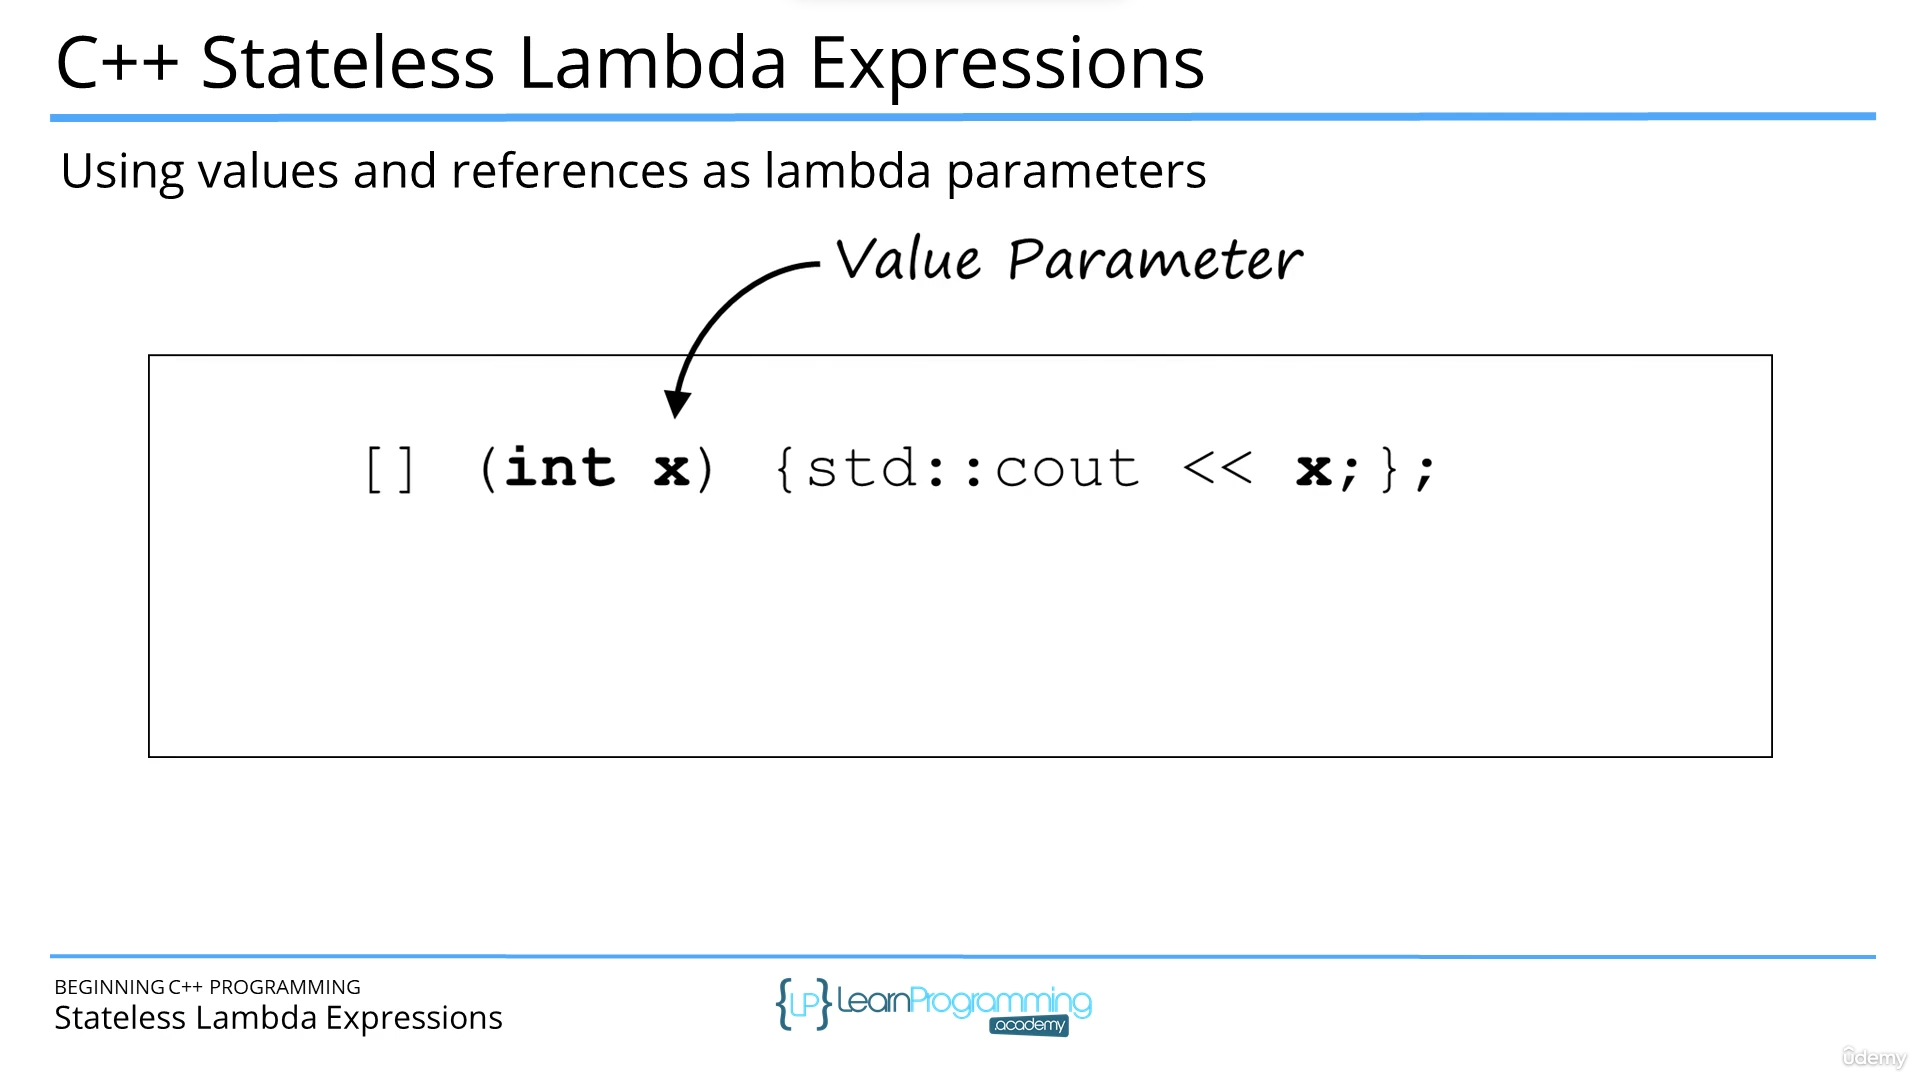 C++ Stateless Lambda Expressions
Using values and references as lambda parameters
Value Parameter
[] (int x) {std::cout << x;};
BEGINNING C++ PROGRAMMING
Stateless Lambda Expressions
{LP} LearnProgramming
academy
ûdemy